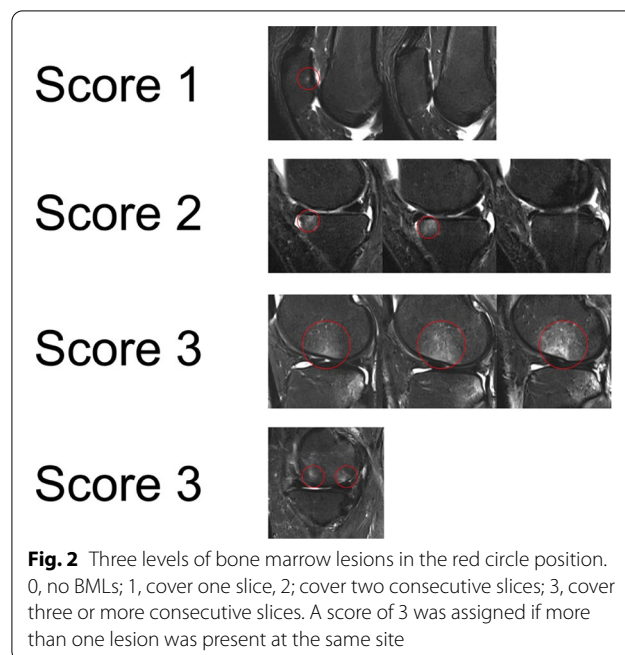 Score 1
Score 2
Score 3
Score 3
Fig. 2 Three levels of bone marrow lesions in the red circle position.
0, no BMLs; 1, cover one slice, 2; cover two consecutive slices; 3, cover
three or more consecutive slices. A score of 3 was assigned if more
than one lesion was present at the same site